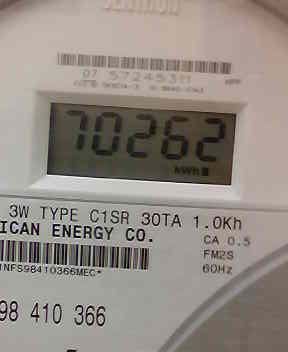 07 572453
70262
kWh
3W TYPE C1SR 30TA 1.0Kh
ICAN ENERGY CO.
CA 0.5
FM2S
60Hz
NFS98410366MEC*
98 410 366